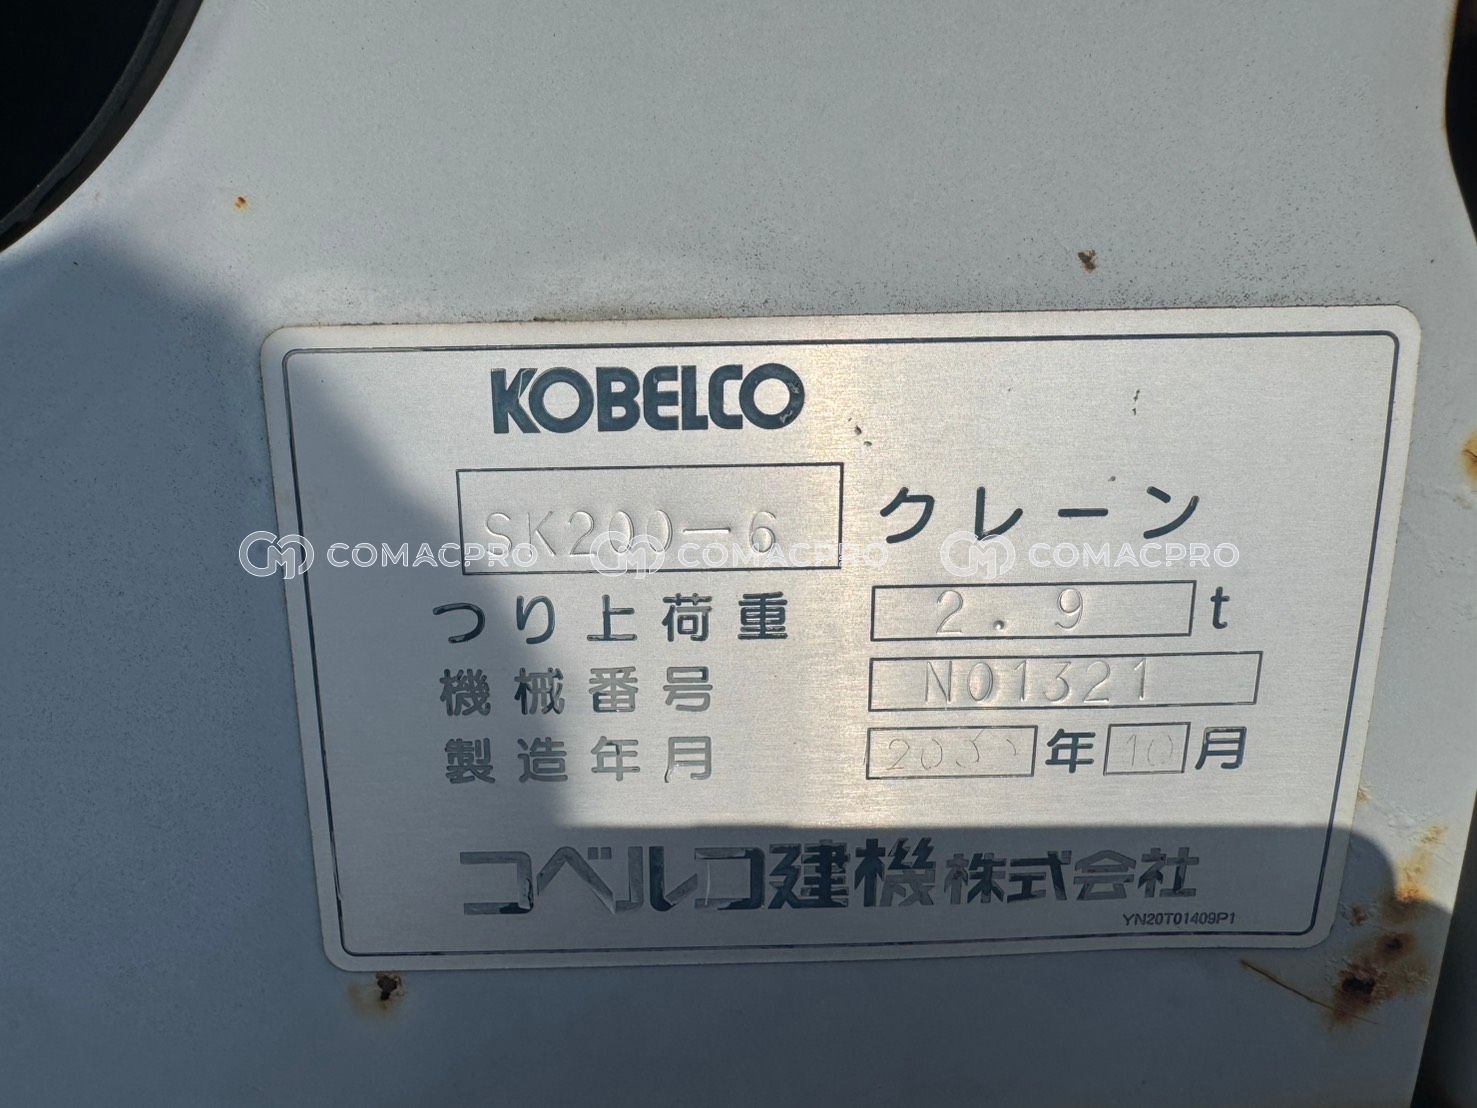 KOBELCO
SK200-6 クレーン
COMACPRO COMACPRO COMACPRO
つり上荷重 2.9 t
機械番号 N01321
製造年月 年 10 月
コベルコ建機株式会社
YN20T01409P1